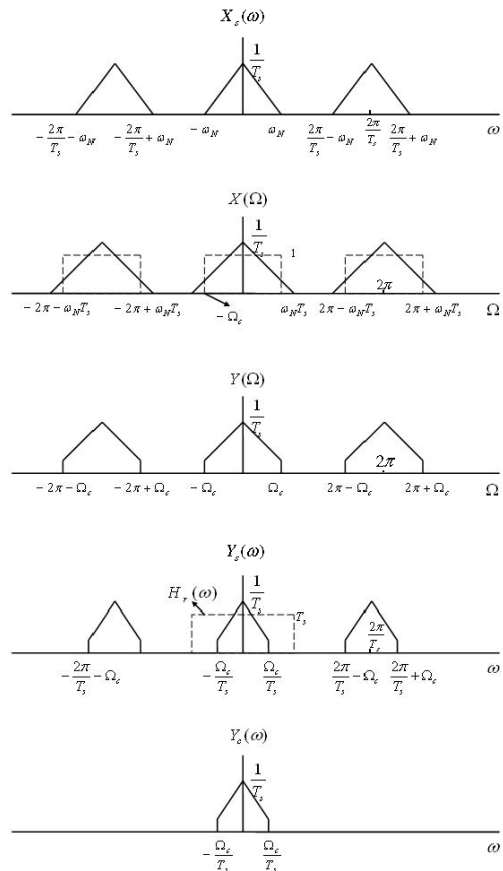 X_s(ω)
1/T_s
-2π/T_s - ω_N   -2π/T_s + ω_N   -ω_N   ω_N   2π/T_s - ω_N   2π/T_s   2π/T_s + ω_N   ω
X(Ω)
1/T_s   1
-2π - ω_N T_s   -2π + ω_N T_s   -Ω_c   ω_N T_s   2π - ω_N T_s   2π   2π + ω_N T_s   Ω
Y(Ω)
1/T_s
-2π - Ω_c   -2π + Ω_c   -Ω_c   Ω_c   2π - Ω_c   2π   2π + Ω_c   Ω
Y_s(ω)
H_r(ω)   1/T_s   T_s
-2π/T_s - Ω_c   -Ω_c/T_s   Ω_c/T_s   2π/T_s - Ω_c   2π/T_c   2π/T_s + Ω_c   ω
Y_c(ω)
1/T_s
-Ω_c/T_s   Ω_c/T_s   ω